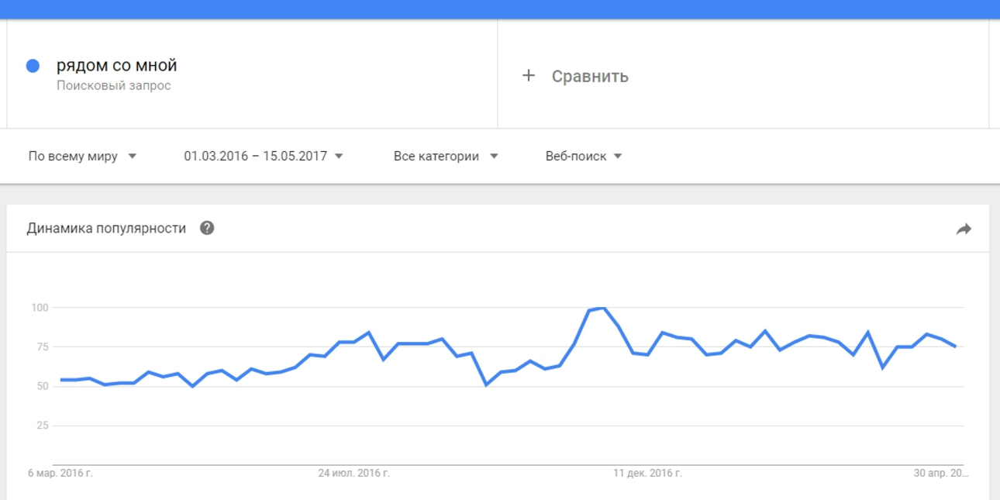 рядом со мной
Поисковый запрос
+ Сравнить
По всему миру
01.03.2016 – 15.05.2017
Все категории
Веб-поиск
Динамика популярности ?
100
75
50
25
6 мар. 2016 г.
24 июл. 2016 г.
11 дек. 2016 г.
30 апр. 20...